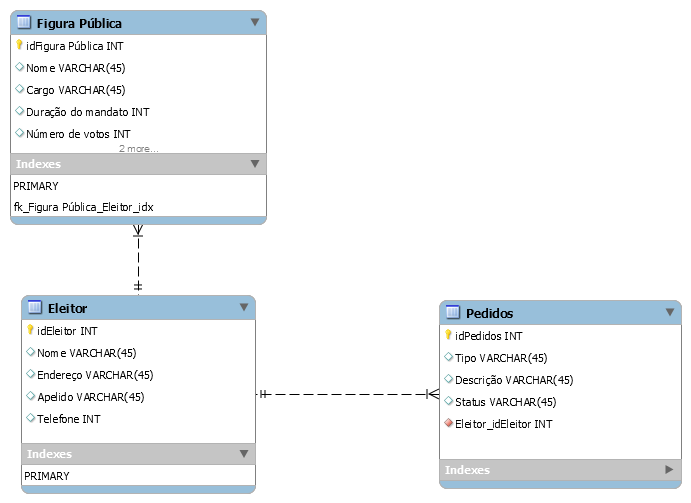 Figura Pública
idFigura Pública INT
Nome VARCHAR(45)
Cargo VARCHAR(45)
Duração do mandato INT
Número de votos INT
2 more...
Indexes
PRIMARY
fk_Figura Pública_Eleitor_idx
Eleitor
idEleitor INT
Nome VARCHAR(45)
Endereço VARCHAR(45)
Apelido VARCHAR(45)
Telefone INT
Indexes
PRIMARY
Pedidos
idPedidos INT
Tipo VARCHAR(45)
Descrição VARCHAR(45)
Status VARCHAR(45)
Eleitor_idEleitor INT
Indexes